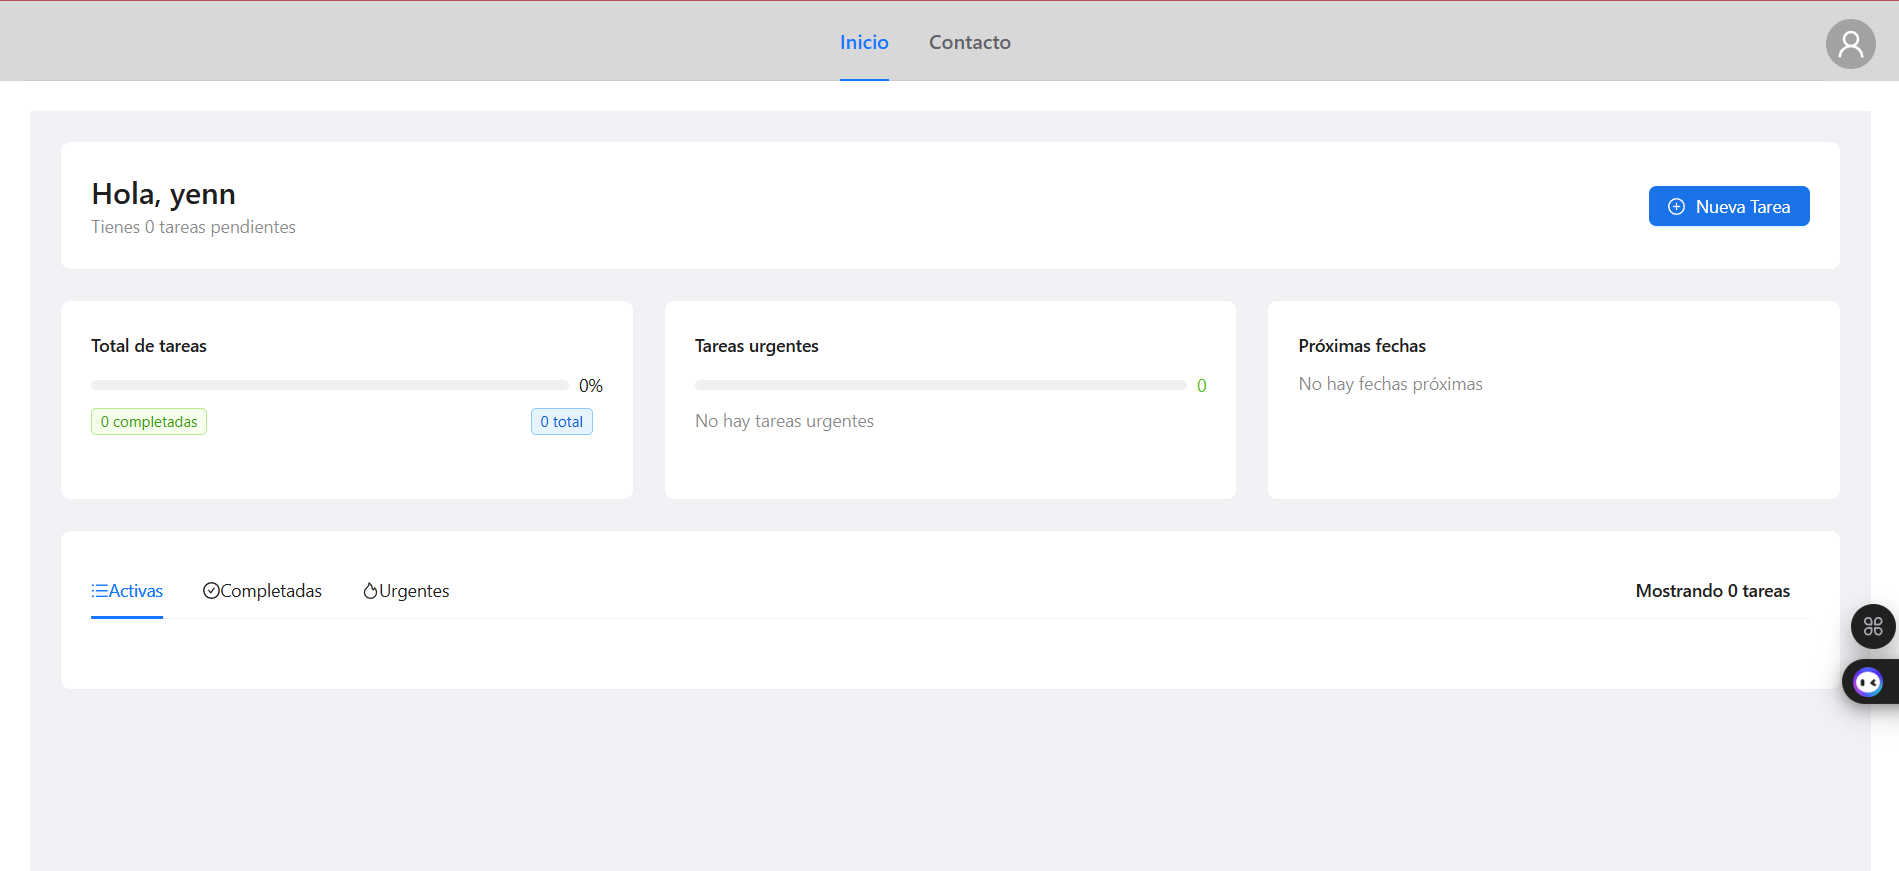 Inicio Contacto
Hola, yenn
Tienes 0 tareas pendientes
Nueva Tarea
Total de tareas
0%
0 completadas 0 total
Tareas urgentes
0
No hay tareas urgentes
Próximas fechas
No hay fechas próximas
Activas Completadas Urgentes Mostrando 0 tareas